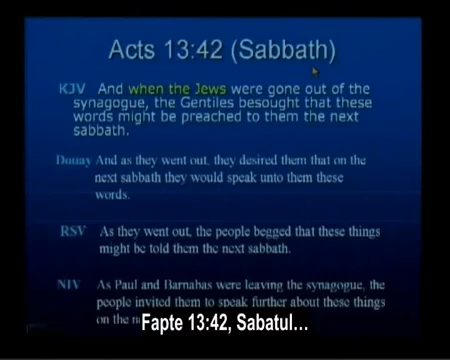 Acts 13:42 (Sabbath)
KJV And when the Jews were gone out of the
synagogue, the Gentiles besought that these
words might be preached to them the next
sabbath.
Douay And as they went out, they desired them that on the
next sabbath they would speak unto them these
words.
RSV As they went out, the people begged that these things
might be told them the next sabbath.
NIV As Paul and Barnabas were leaving the synagogue, the
people invited them to speak further about these things
on the
Fapte 13:42, Sabatul...